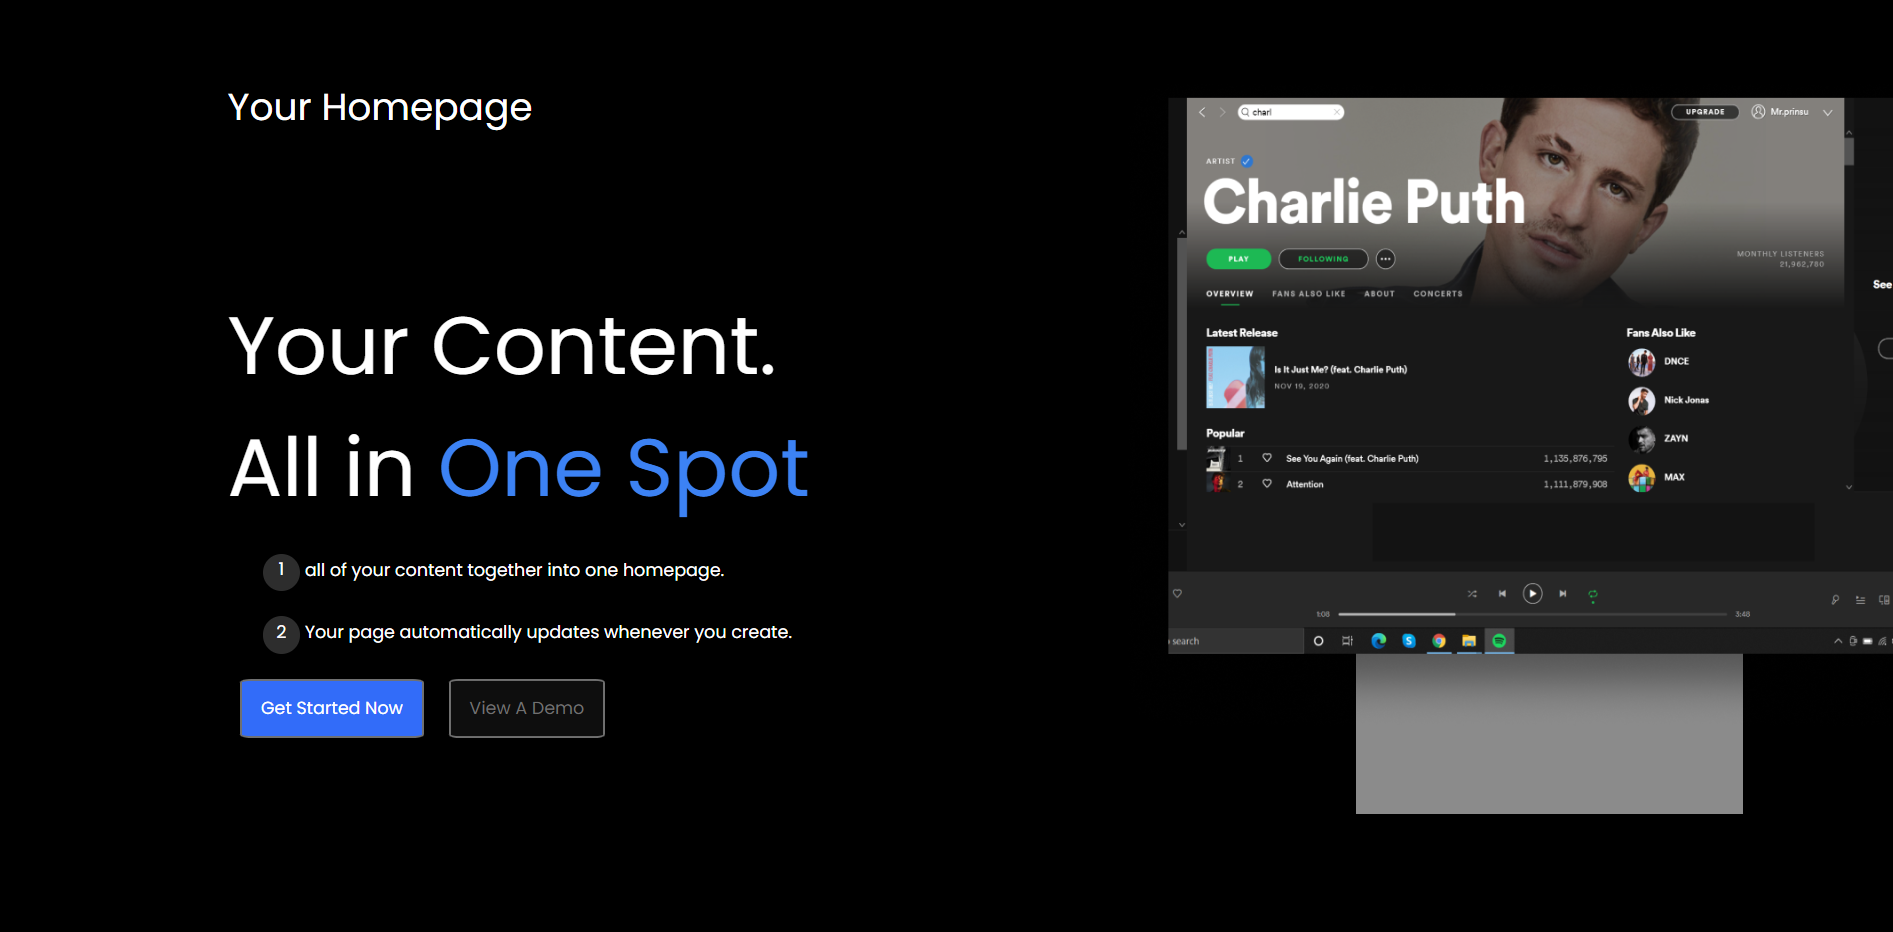 Your Homepage
Your Content.
All in One Spot
1 all of your content together into one homepage.
2 Your page automatically updates whenever you create.
Get Started Now
View A Demo
charl
UPGRADE
Mr.prinsu
ARTIST
Charlie Puth
PLAY
FOLLOWING
MONTHLY LISTENERS
21,962,780
OVERVIEW FANS ALSO LIKE ABOUT CONCERTS
See
Latest Release
Is It Just Me? (feat. Charlie Puth)
NOV 19, 2020
Popular
1 See You Again (feat. Charlie Puth) 1,135,876,795
2 Attention 1,111,879,908
Fans Also Like
DNCE
Nick Jonas
ZAYN
MAX
1:08
3:48
search